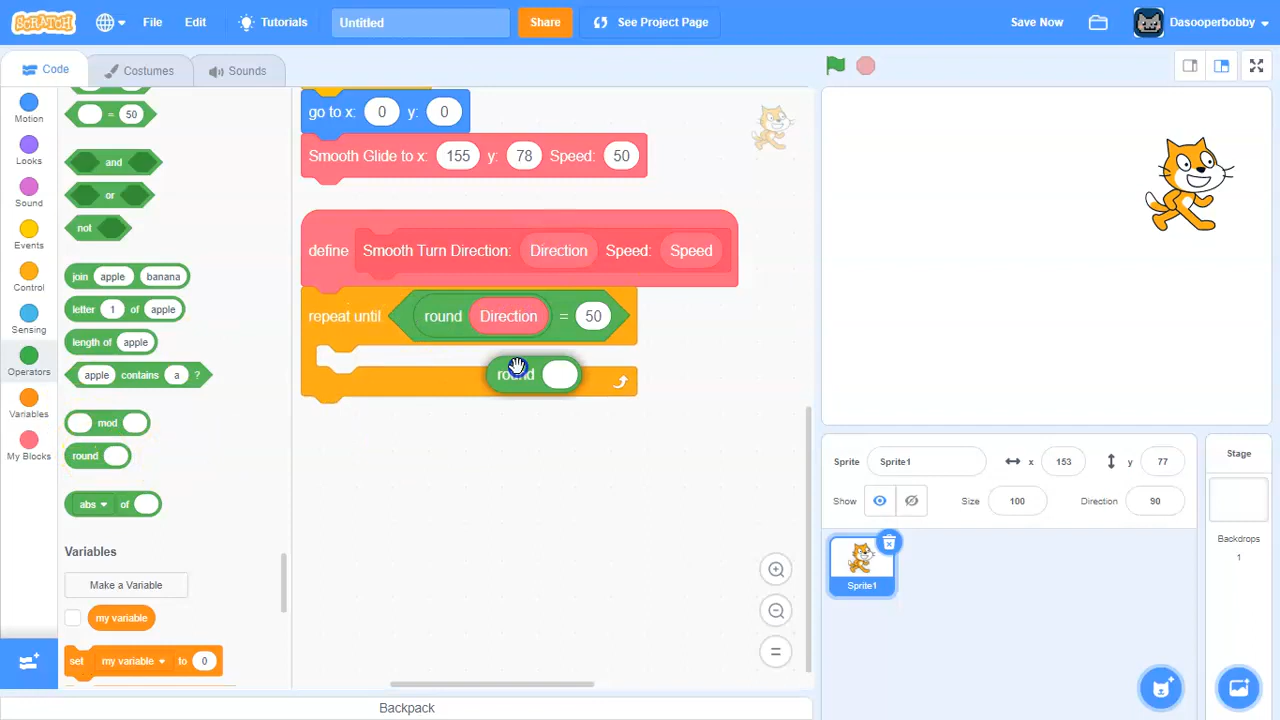 SCRATCH File Edit Tutorials Untitled Share See Project Page Save Now Dasooperbobby
Code Costumes Sounds
Motion
Looks
Sound
Events
Control
Sensing
Operators
Variables
My Blocks
= 50
and
or
not
join apple banana
letter 1 of apple
length of apple
apple contains a ?
mod
round
abs of
Variables
Make a Variable
my variable
set my variable to 0
go to x: 0 y: 0
Smooth Glide to x: 155 y: 78 Speed: 50
define Smooth Turn Direction: Direction Speed: Speed
repeat until round Direction = 50
round
Backpack
Sprite Sprite1 x 153 y 77
Show Size 100 Direction 90
Sprite1
Stage
Backdrops
1